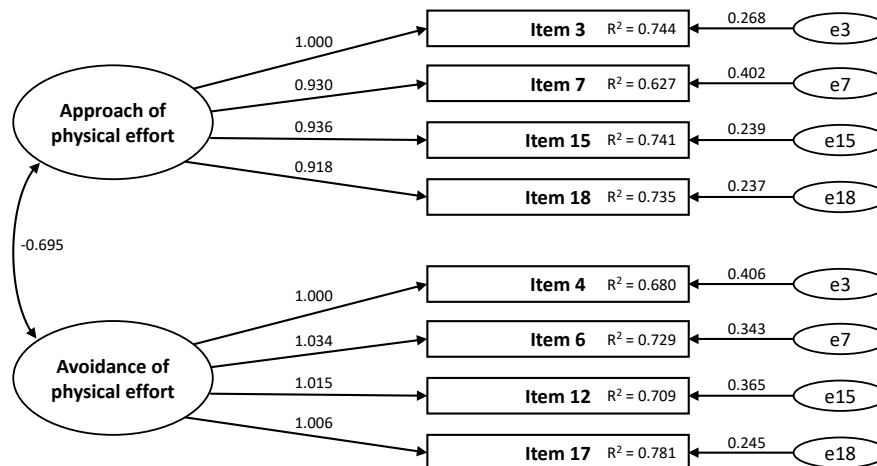 1.000
Item 3 R² = 0.744
0.268
e3
0.930
Item 7 R² = 0.627
0.402
e7
Approach of
physical effort
0.936
Item 15 R² = 0.741
0.239
e15
0.918
Item 18 R² = 0.735
0.237
e18
-0.695
1.000
Item 4 R² = 0.680
0.406
e3
1.034
Item 6 R² = 0.729
0.343
e7
Avoidance of
physical effort
1.015
Item 12 R² = 0.709
0.365
e15
1.006
Item 17 R² = 0.781
0.245
e18